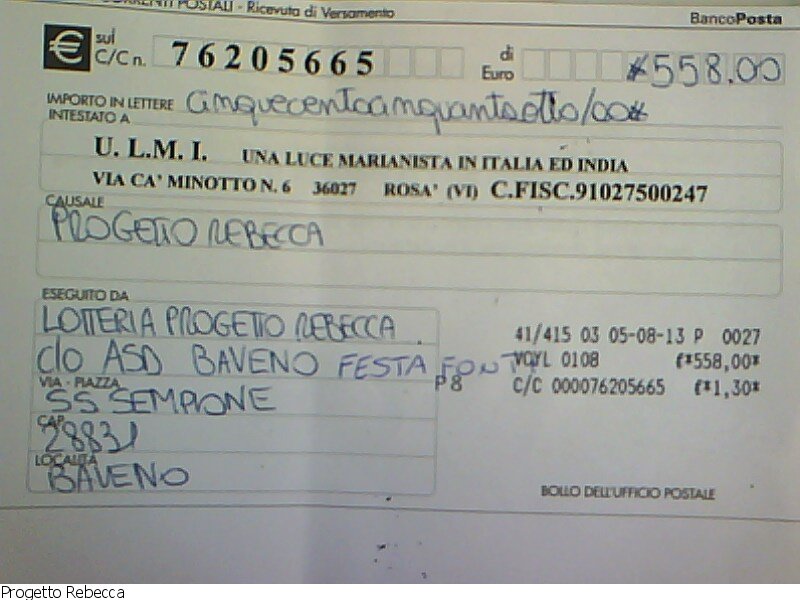 CORRENTI POSTALI - Ricevuta di Versamento BancoPosta
€ sul C/C n. 76205665 di Euro *558,00
IMPORTO IN LETTERE cinquecentocinquantaotto/00*
INTESTATO A
U. L.M. I. UNA LUCE MARIANISTA IN ITALIA ED INDIA
VIA CA' MINOTTO N. 6 36027 ROSA' (VI) C.FISC.91027500247
CAUSALE
PROGETTO REBECCA
ESEGUITO DA
LOTTERIA PROGETTO REBECCA
c/o ASD BAVENO FESTA FONTI
VIA - PIAZZA
SS SEMPIONE
CAP
28831
LOCALITÀ
BAVENO
41/415 03 05-08-13 P 0027
VCYL 0108 €*558,00*
P 8 C/C 000076205665 €*1,30*
BOLLO DELL'UFFICIO POSTALE
Progetto Rebecca